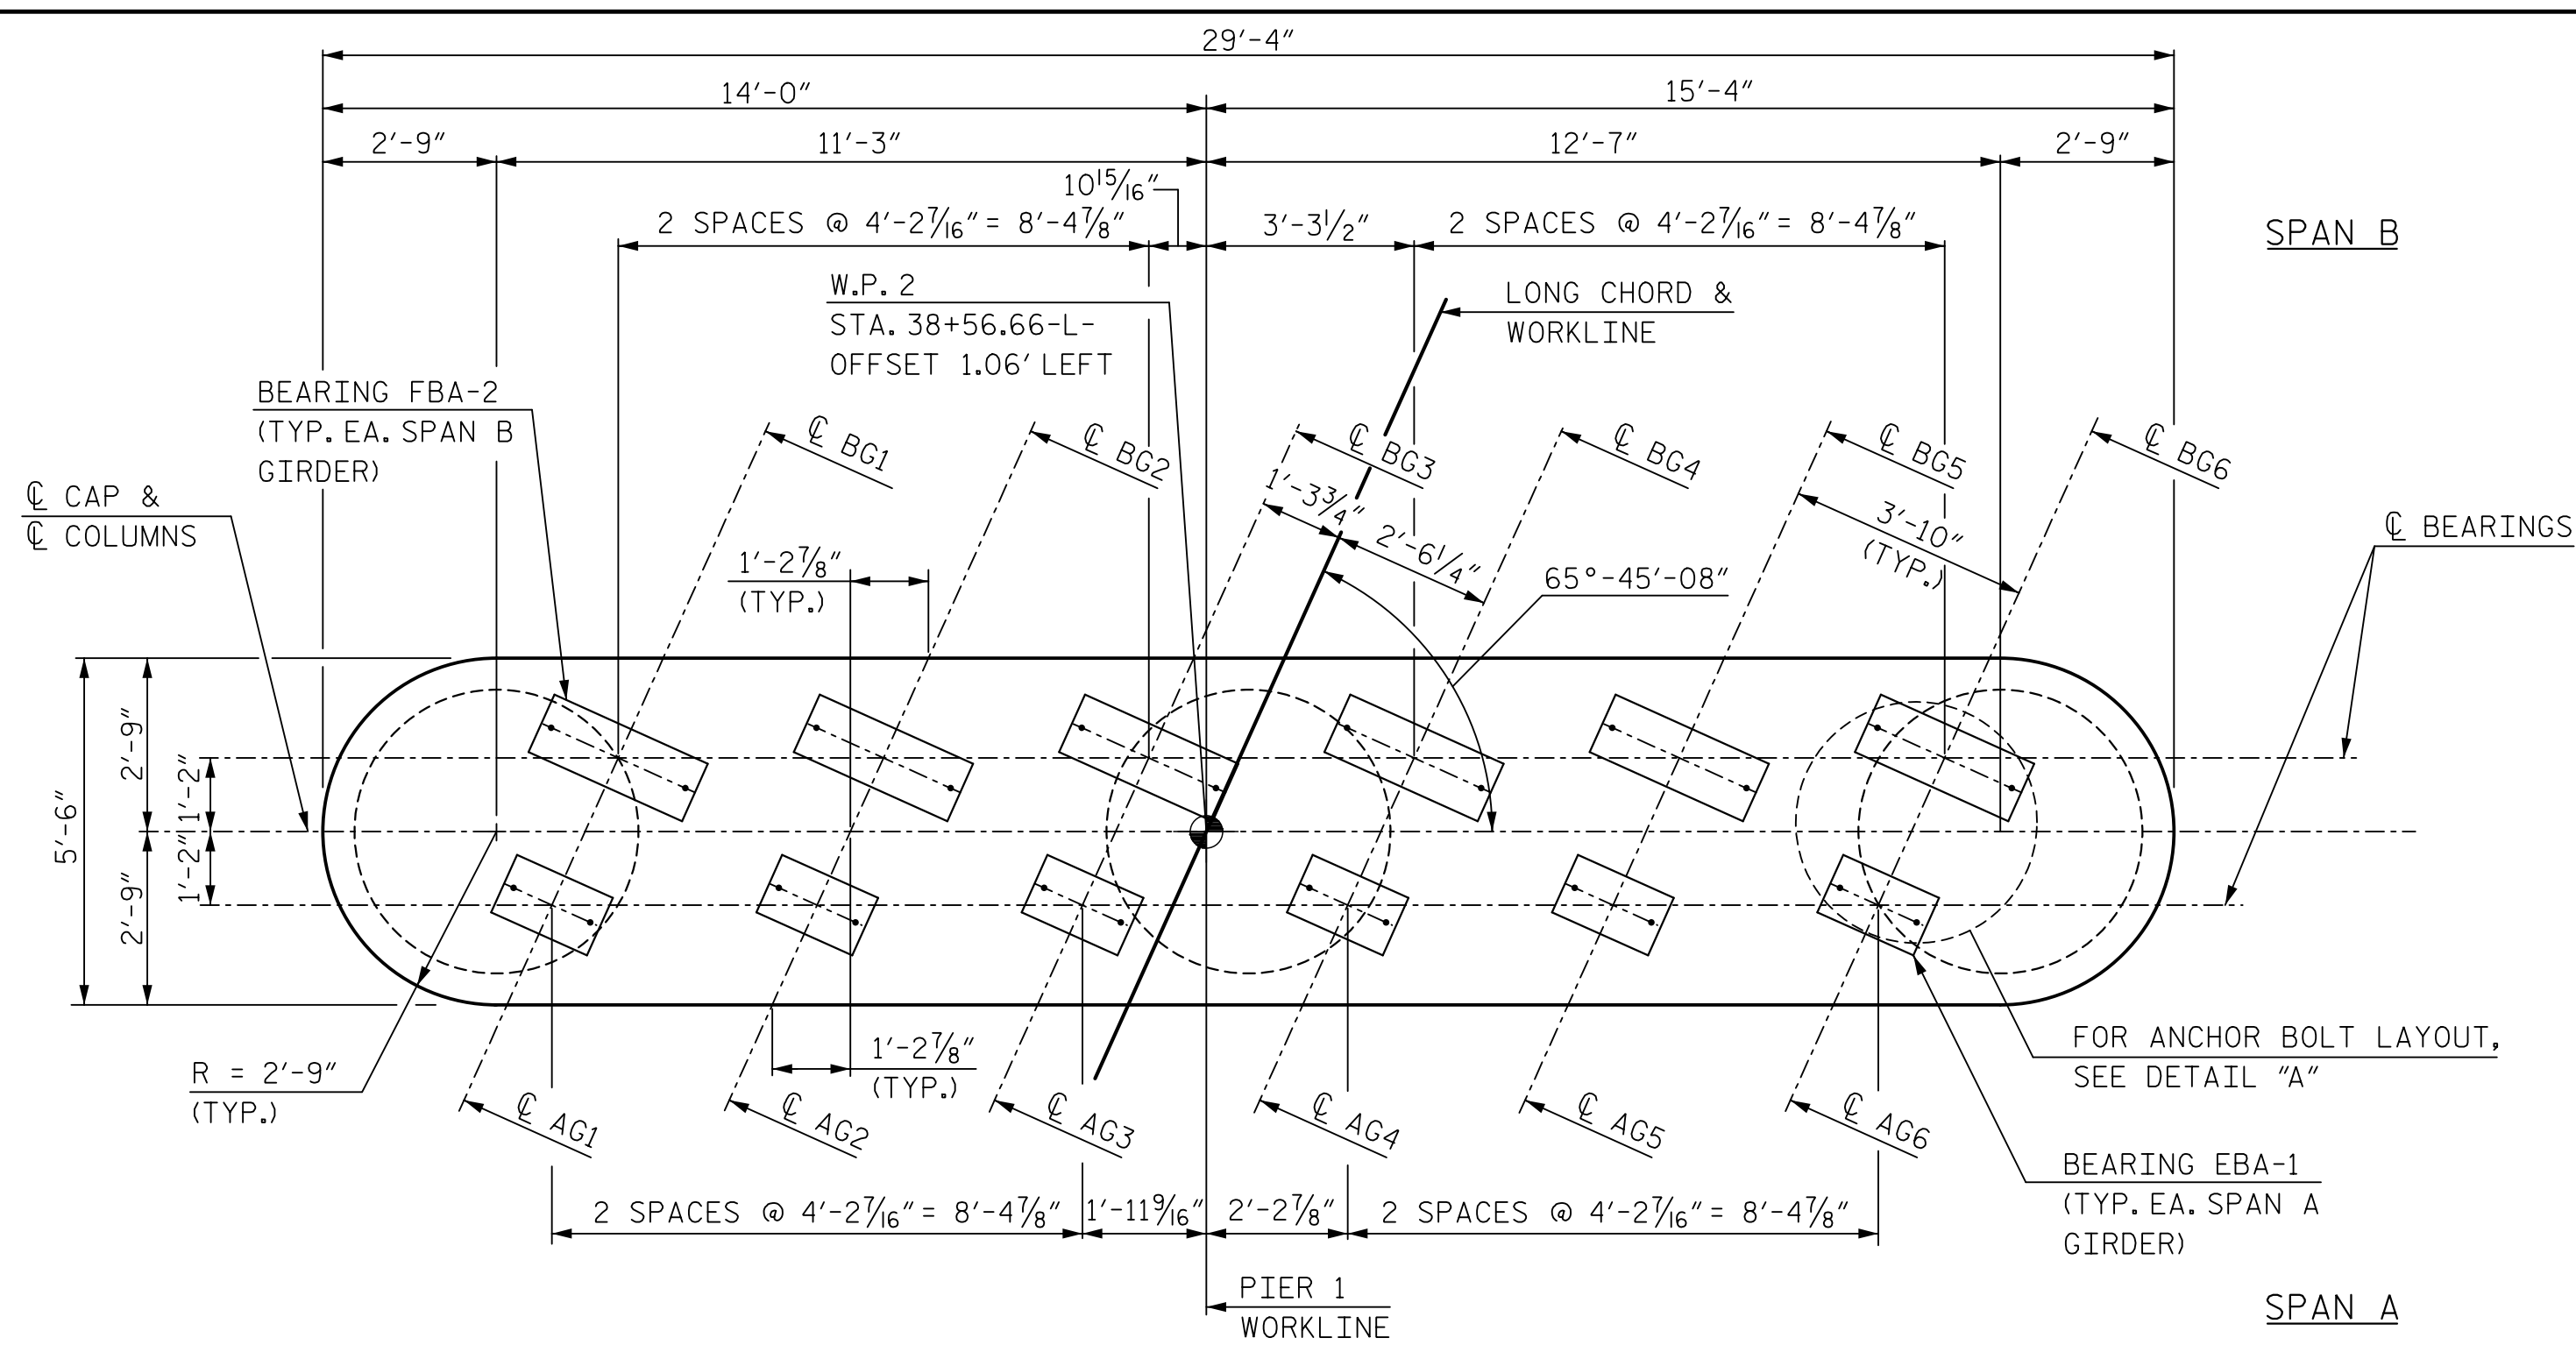 29'-4"
14'-0"
15'-4"
2'-9"
11'-3"
12'-7"
2'-9"
10 15/16"
2 SPACES @ 4'-2 7/16" = 8'-4 7/8"
3'-3 1/2"
2 SPACES @ 4'-2 7/16" = 8'-4 7/8"
SPAN B
W.P. 2
STA. 38+56.66-L-
OFFSET 1.06' LEFT
LONG CHORD &
WORKLINE
BEARING FBA-2
(TYP. EA. SPAN B
GIRDER)
℄ BG1
℄ BG2
℄ BG3
℄ BG4
℄ BG5
℄ BG6
℄ CAP &
℄ COLUMNS
1'-3 3/4"
2'-6 1/4"
3'-10"
(TYP.)
℄ BEARINGS
1'-2 7/8"
(TYP.)
65°-45'-08"
5'-6"
2'-9"
2'-9"
1'-2"
1'-2"
R = 2'-9"
(TYP.)
1'-2 7/8"
(TYP.)
FOR ANCHOR BOLT LAYOUT,
SEE DETAIL "A"
℄ AG1
℄ AG2
℄ AG3
℄ AG4
℄ AG5
℄ AG6
BEARING EBA-1
(TYP. EA. SPAN A
GIRDER)
2 SPACES @ 4'-2 7/16" = 8'-4 7/8"
1'-11 9/16"
2'-2 7/8"
2 SPACES @ 4'-2 7/16" = 8'-4 7/8"
PIER 1
WORKLINE
SPAN A